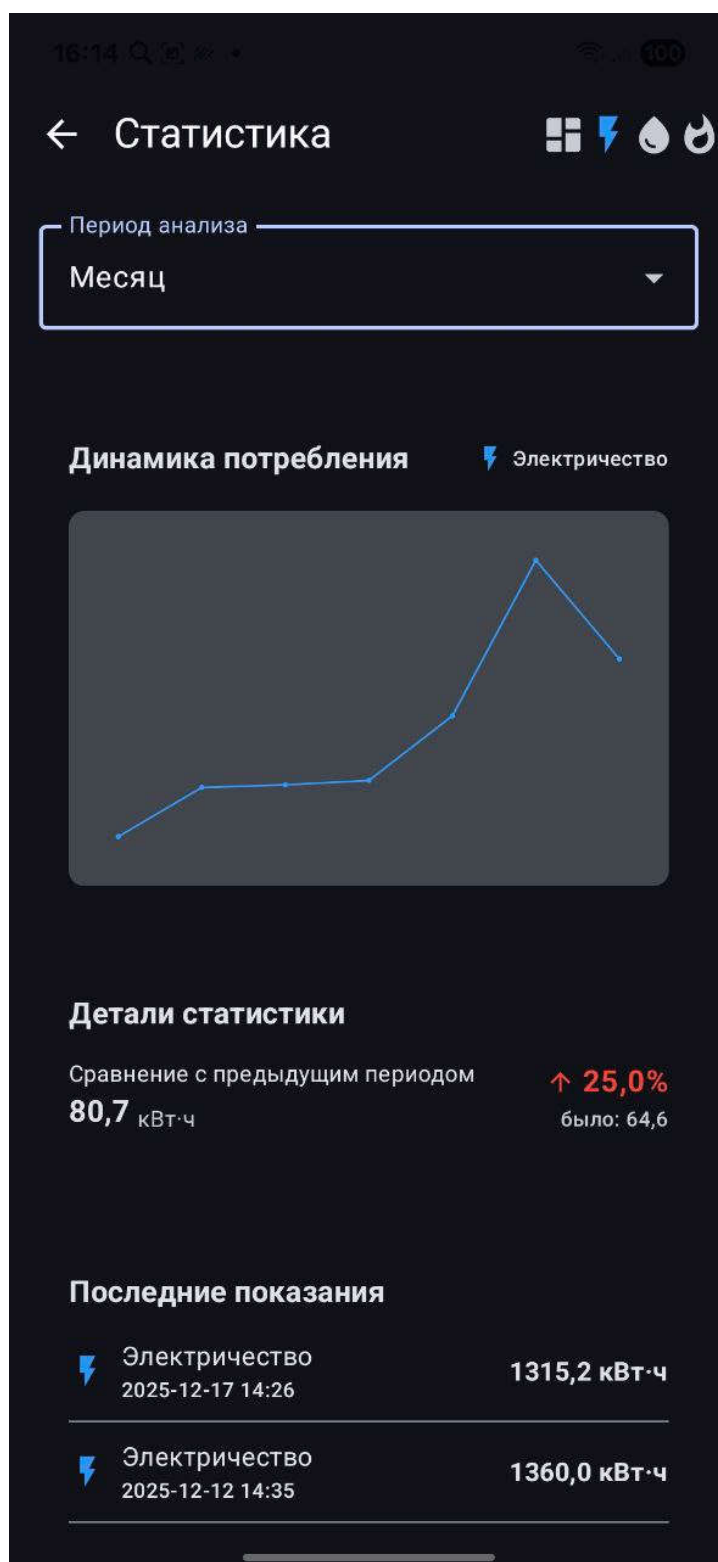 16:14
100
Статистика
Период анализа
Месяц
Динамика потребления
Электричество
Детали статистики
Сравнение с предыдущим периодом
↑ 25,0%
80,7 кВт·ч
было: 64,6
Последние показания
Электричество
1315,2 кВт·ч
2025-12-17 14:26
Электричество
1360,0 кВт·ч
2025-12-12 14:35